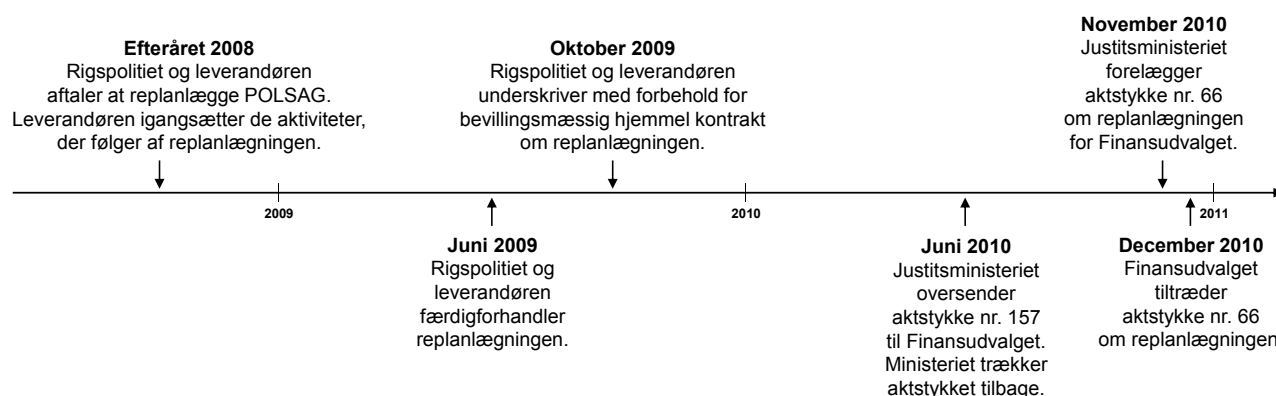 Efteråret 2008
Rigspolitiet og leverandøren
aftaler at replanlægge POLSAG.
Leverandøren igangsætter de aktiviteter,
der følger af replanlægningen.
Oktober 2009
Rigspolitiet og leverandøren
underskriver med forbehold for
bevillingsmæssig hjemmel kontrakt
om replanlægningen.
November 2010
Justitsministeriet
forelægger
aktstykke nr. 66
om replanlægningen
for Finansudvalget.
2009
2010
2011
Juni 2009
Rigspolitiet og
leverandøren
færdigforhandler
replanlægningen.
Juni 2010
Justitsministeriet
oversender
aktstykke nr. 157
til Finansudvalget.
Ministeriet trækker
aktstykket tilbage.
December 2010
Finansudvalget
tiltræder
aktstykke nr. 66
om replanlægningen